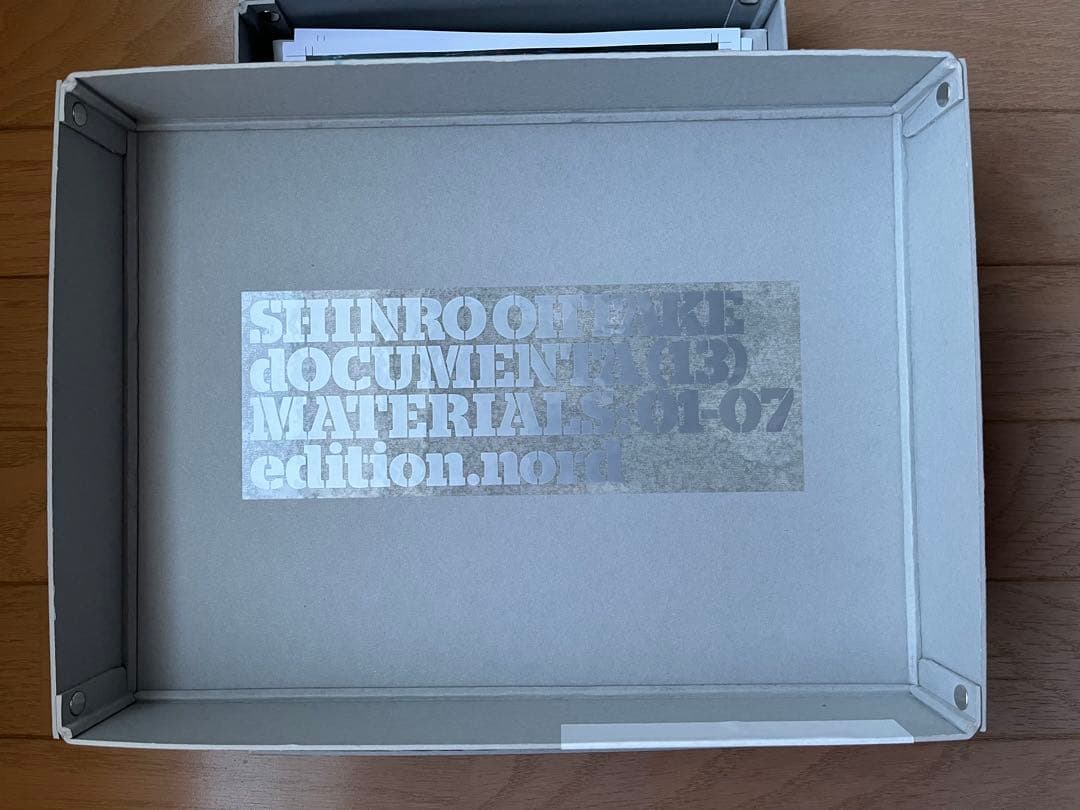 SHINRO OHTAKE
dOCUMENTA (13)
MATERIALS: 01-07
edition.nord